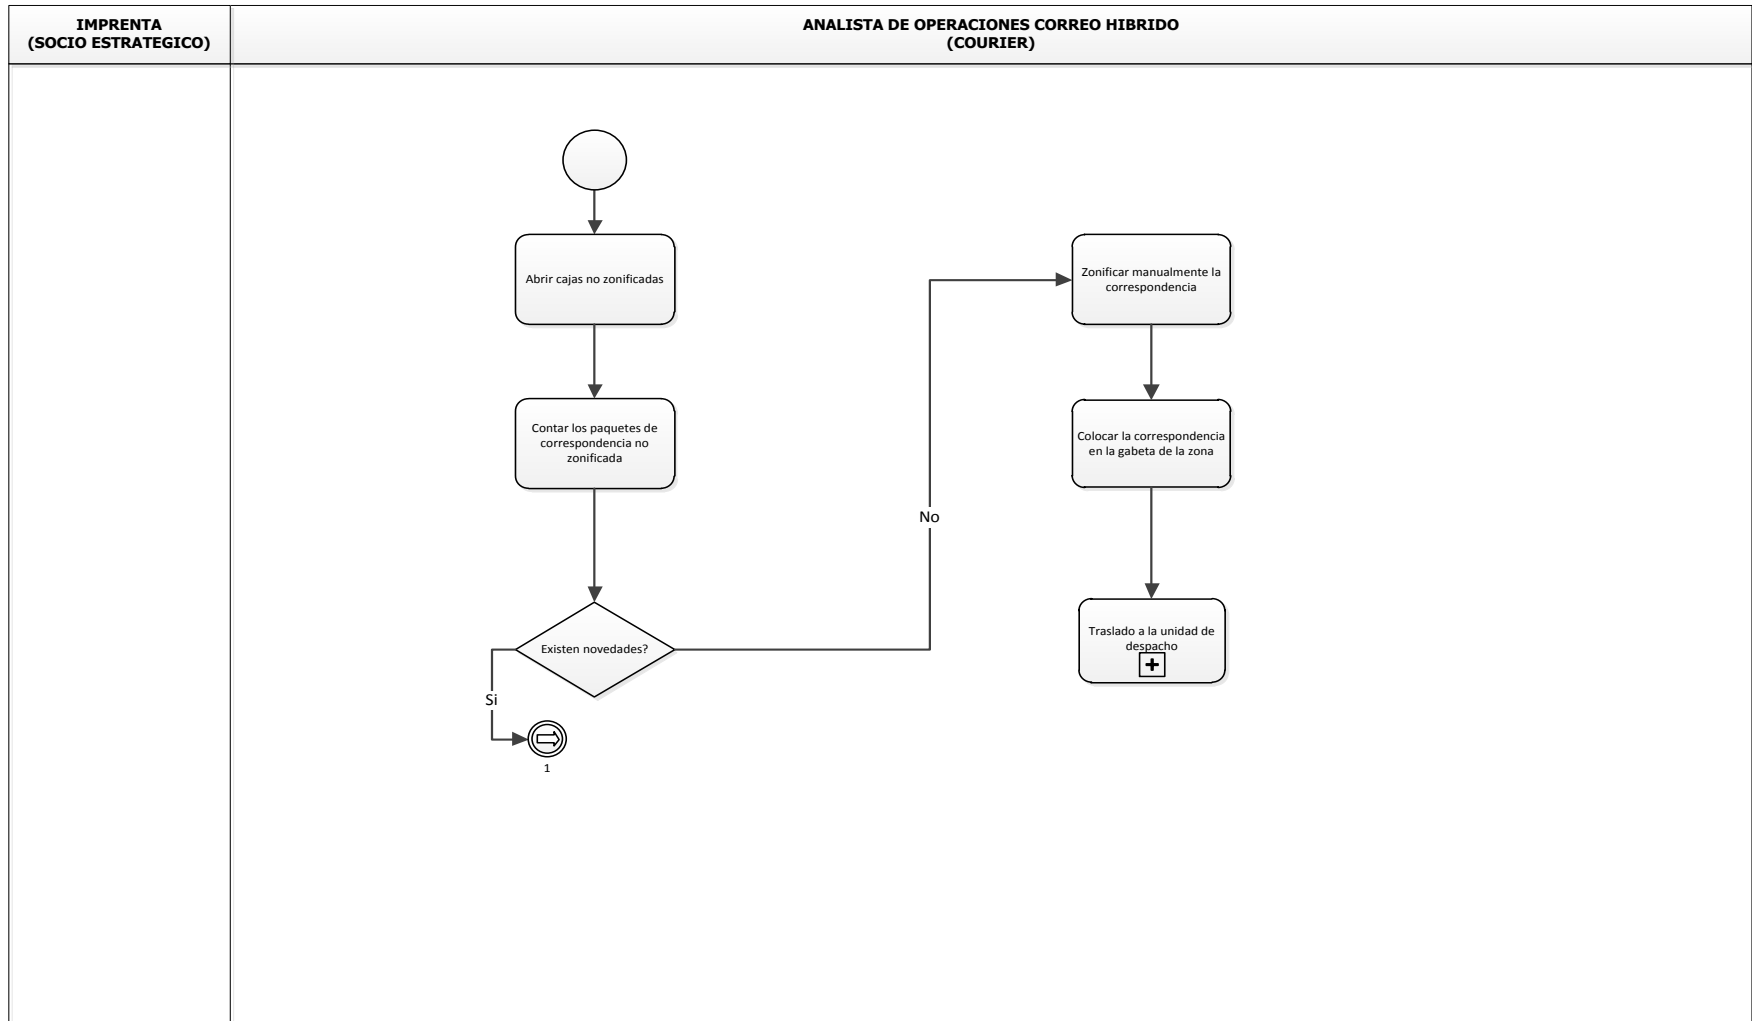 IMPRENTA
(SOCIO ESTRATEGICO)
ANALISTA DE OPERACIONES CORREO HIBRIDO
(COURIER)
Abrir cajas no zonificadas
Contar los paquetes de
correspondencia no
zonificada
Existen novedades?
Si
1
No
Zonificar manualmente la
correspondencia
Colocar la correspondencia
en la gabeta de la zona
Traslado a la unidad de
despacho